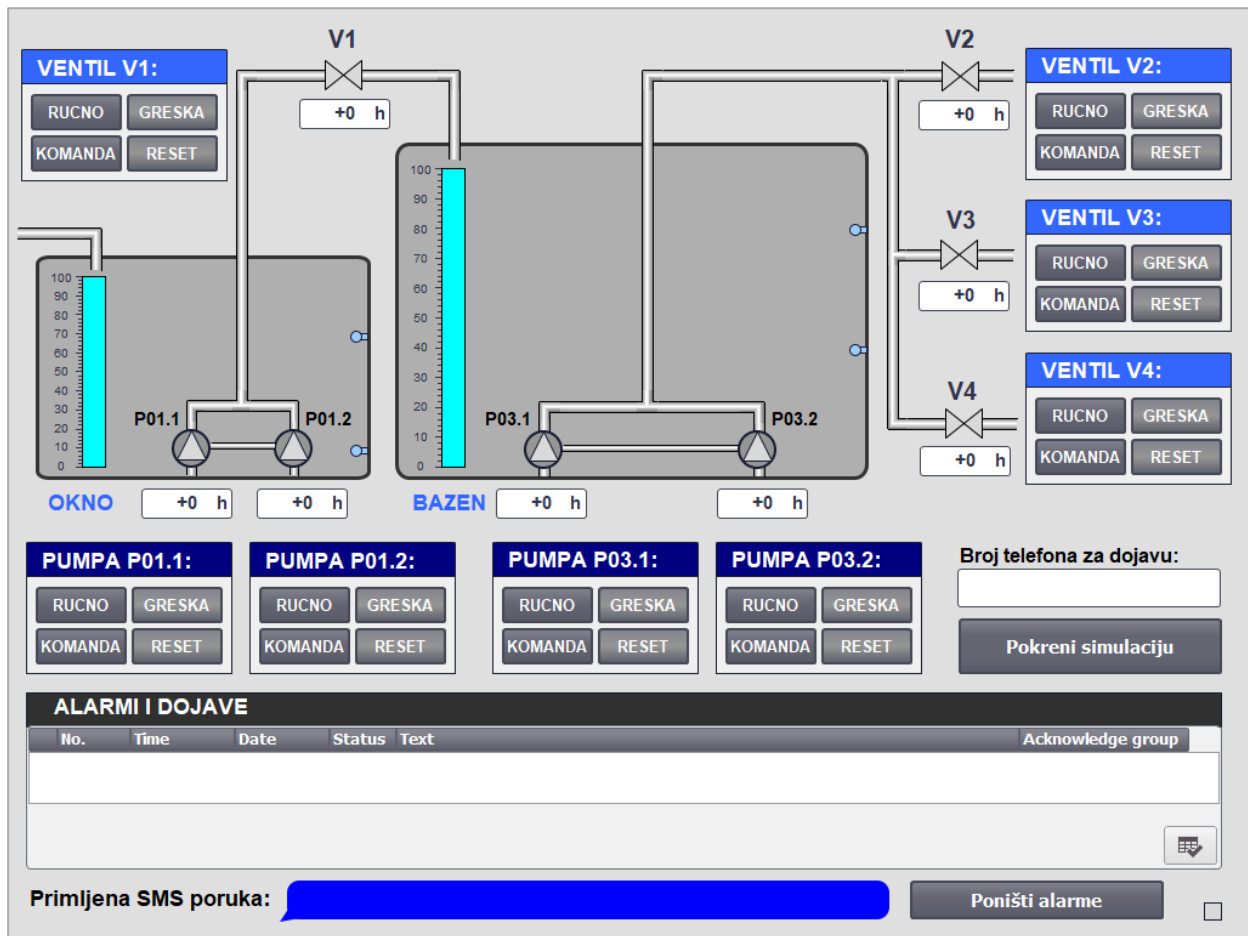 V1
V2
VENTIL V1:
RUCNO GRESKA
KOMANDA RESET
+0 h
+0 h
VENTIL V2:
RUCNO GRESKA
KOMANDA RESET
V3
+0 h
VENTIL V3:
RUCNO GRESKA
KOMANDA RESET
V4
+0 h
VENTIL V4:
RUCNO GRESKA
KOMANDA RESET
100
90
80
70
60
50
40
30
20
10
0
P01.1
P01.2
OKNO
+0 h
+0 h
100
90
80
70
60
50
40
30
20
10
0
P03.1
P03.2
BAZEN
+0 h
+0 h
PUMPA P01.1:
RUCNO GRESKA
KOMANDA RESET
PUMPA P01.2:
RUCNO GRESKA
KOMANDA RESET
PUMPA P03.1:
RUCNO GRESKA
KOMANDA RESET
PUMPA P03.2:
RUCNO GRESKA
KOMANDA RESET
Broj telefona za dojavu:
Pokreni simulaciju
ALARMI I DOJAVE
No. Time Date Status Text Acknowledge group
Primljena SMS poruka:
Poništi alarme